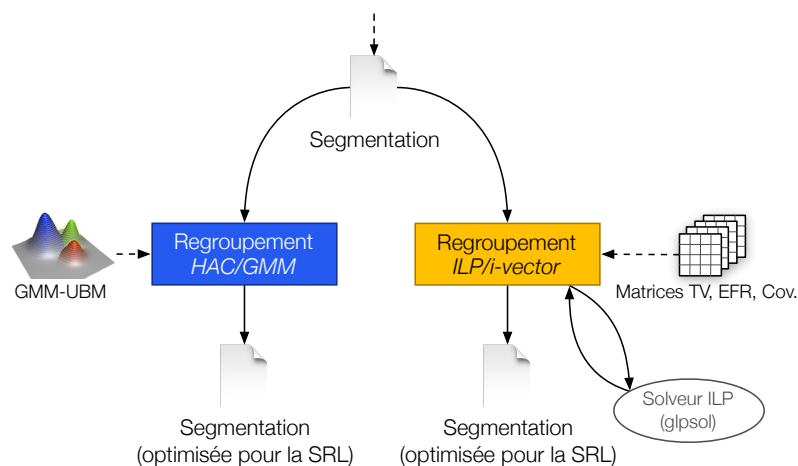 Segmentation
Regroupement
HAC/GMM
Regroupement
ILP/i-vector
GMM-UBM
Matrices TV, EFR, Cov.
Segmentation
(optimisée pour la SRL)
Segmentation
(optimisée pour la SRL)
Solveur ILP
(glpsol)